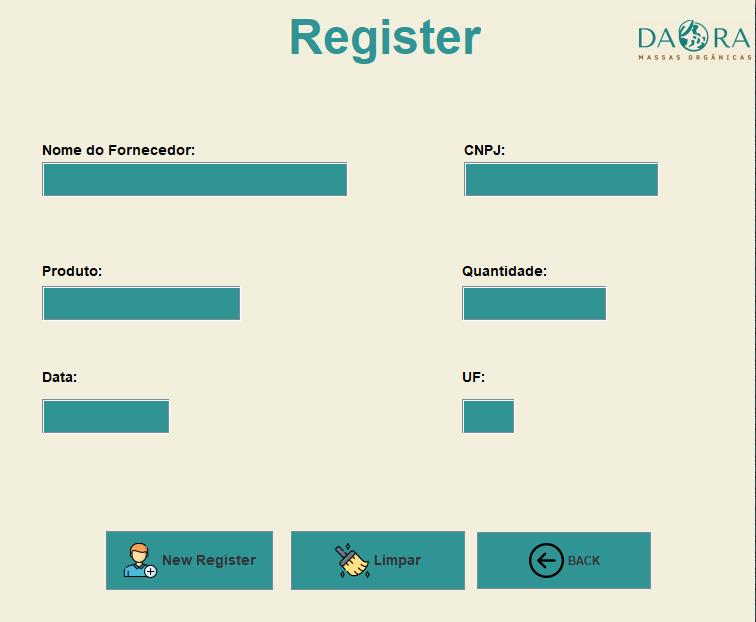 Register
DAORA
MASSAS ORGÂNICAS
Nome do Fornecedor:
CNPJ:
Produto:
Quantidade:
Data:
UF:
New Register
Limpar
BACK